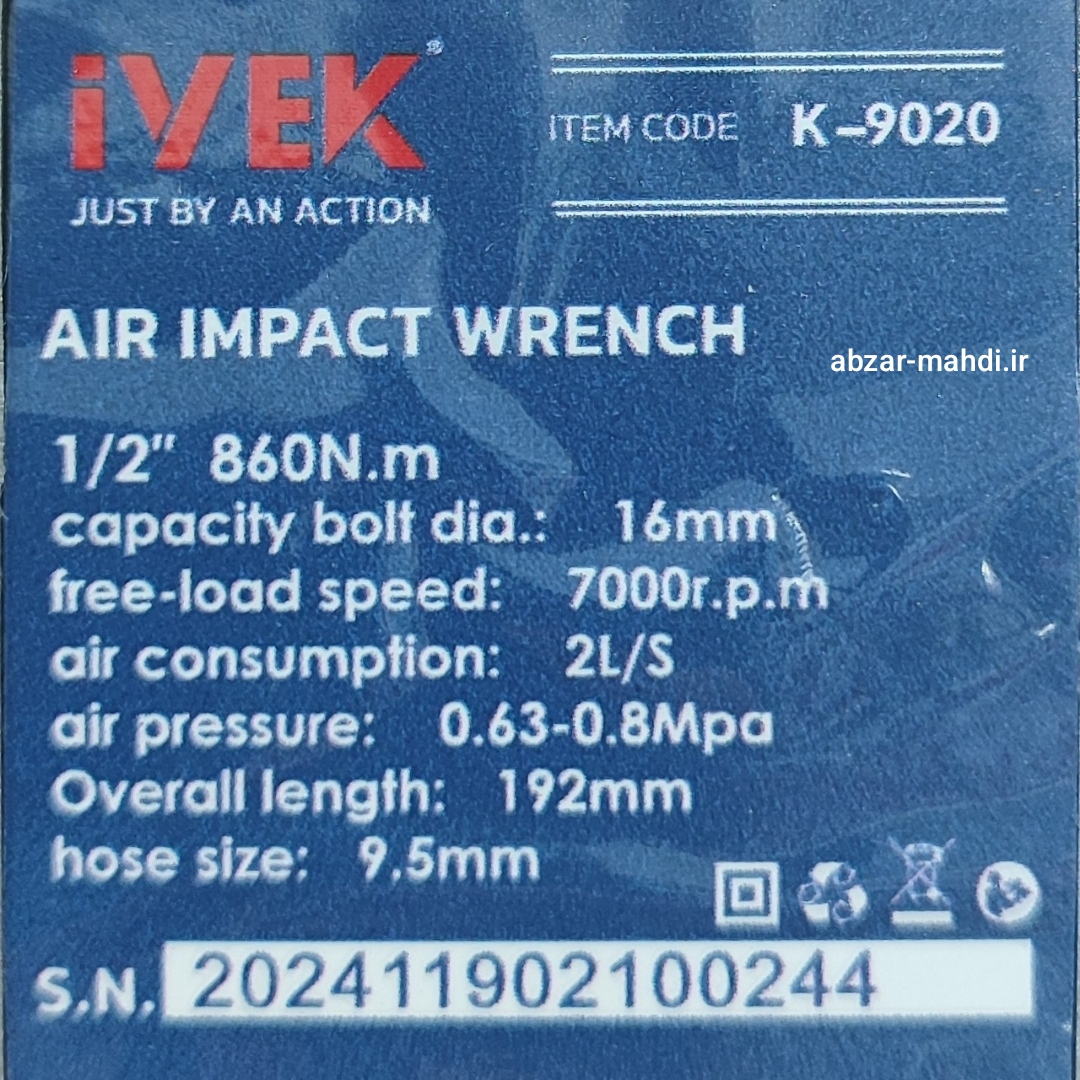 iVEK®
JUST BY AN ACTION
ITEM CODE K-9020
AIR IMPACT WRENCH
abzar-mahdi.ir
1/2" 860N.m
capacity bolt dia.: 16mm
free-load speed: 7000r.p.m
air consumption: 2L/S
air pressure: 0.63-0.8Mpa
Overall length: 192mm
hose size: 9.5mm
S.N. 202411902100244